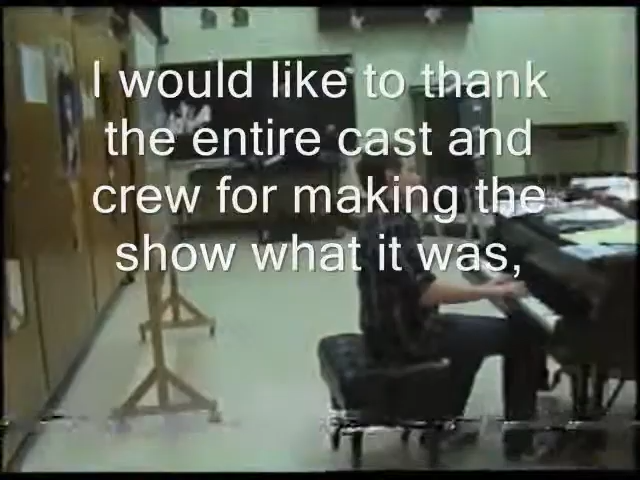 I would like to thank
the entire cast and
crew for making the
show what it was,